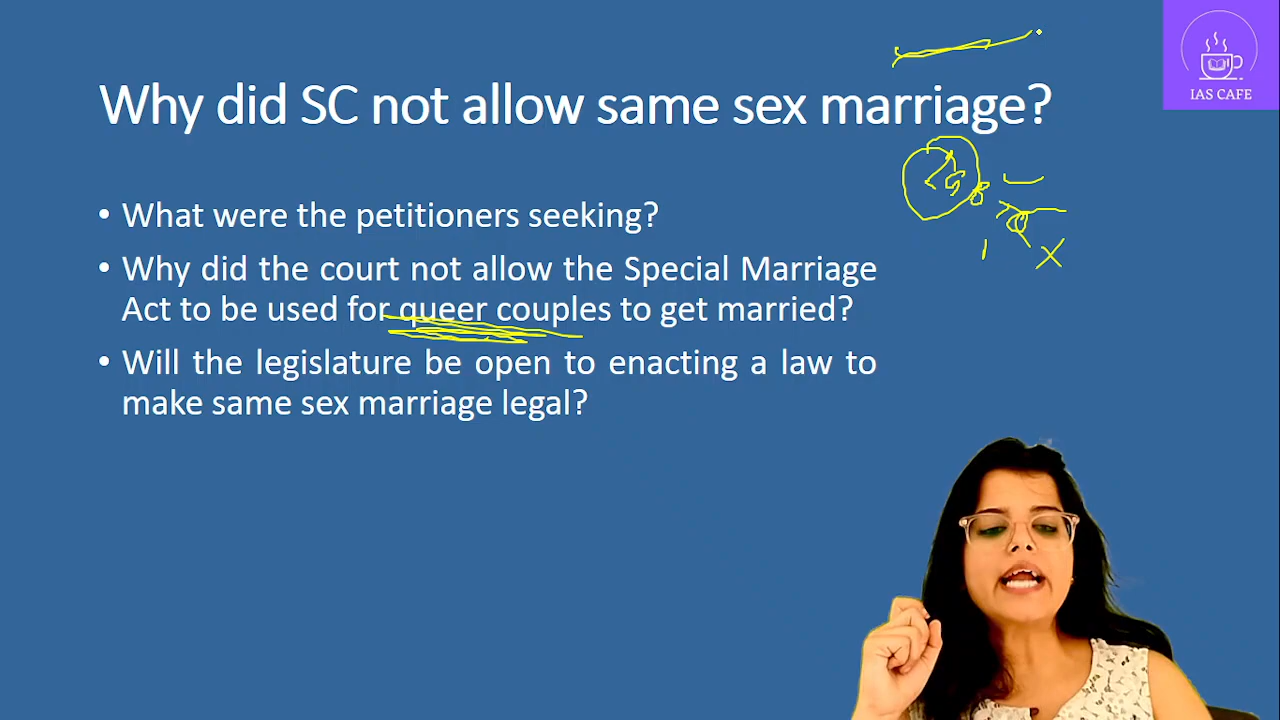 IAS CAFE
Why did SC not allow same sex marriage?
• What were the petitioners seeking?
• Why did the court not allow the Special Marriage
Act to be used for queer couples to get married?
• Will the legislature be open to enacting a law to
make same sex marriage legal?